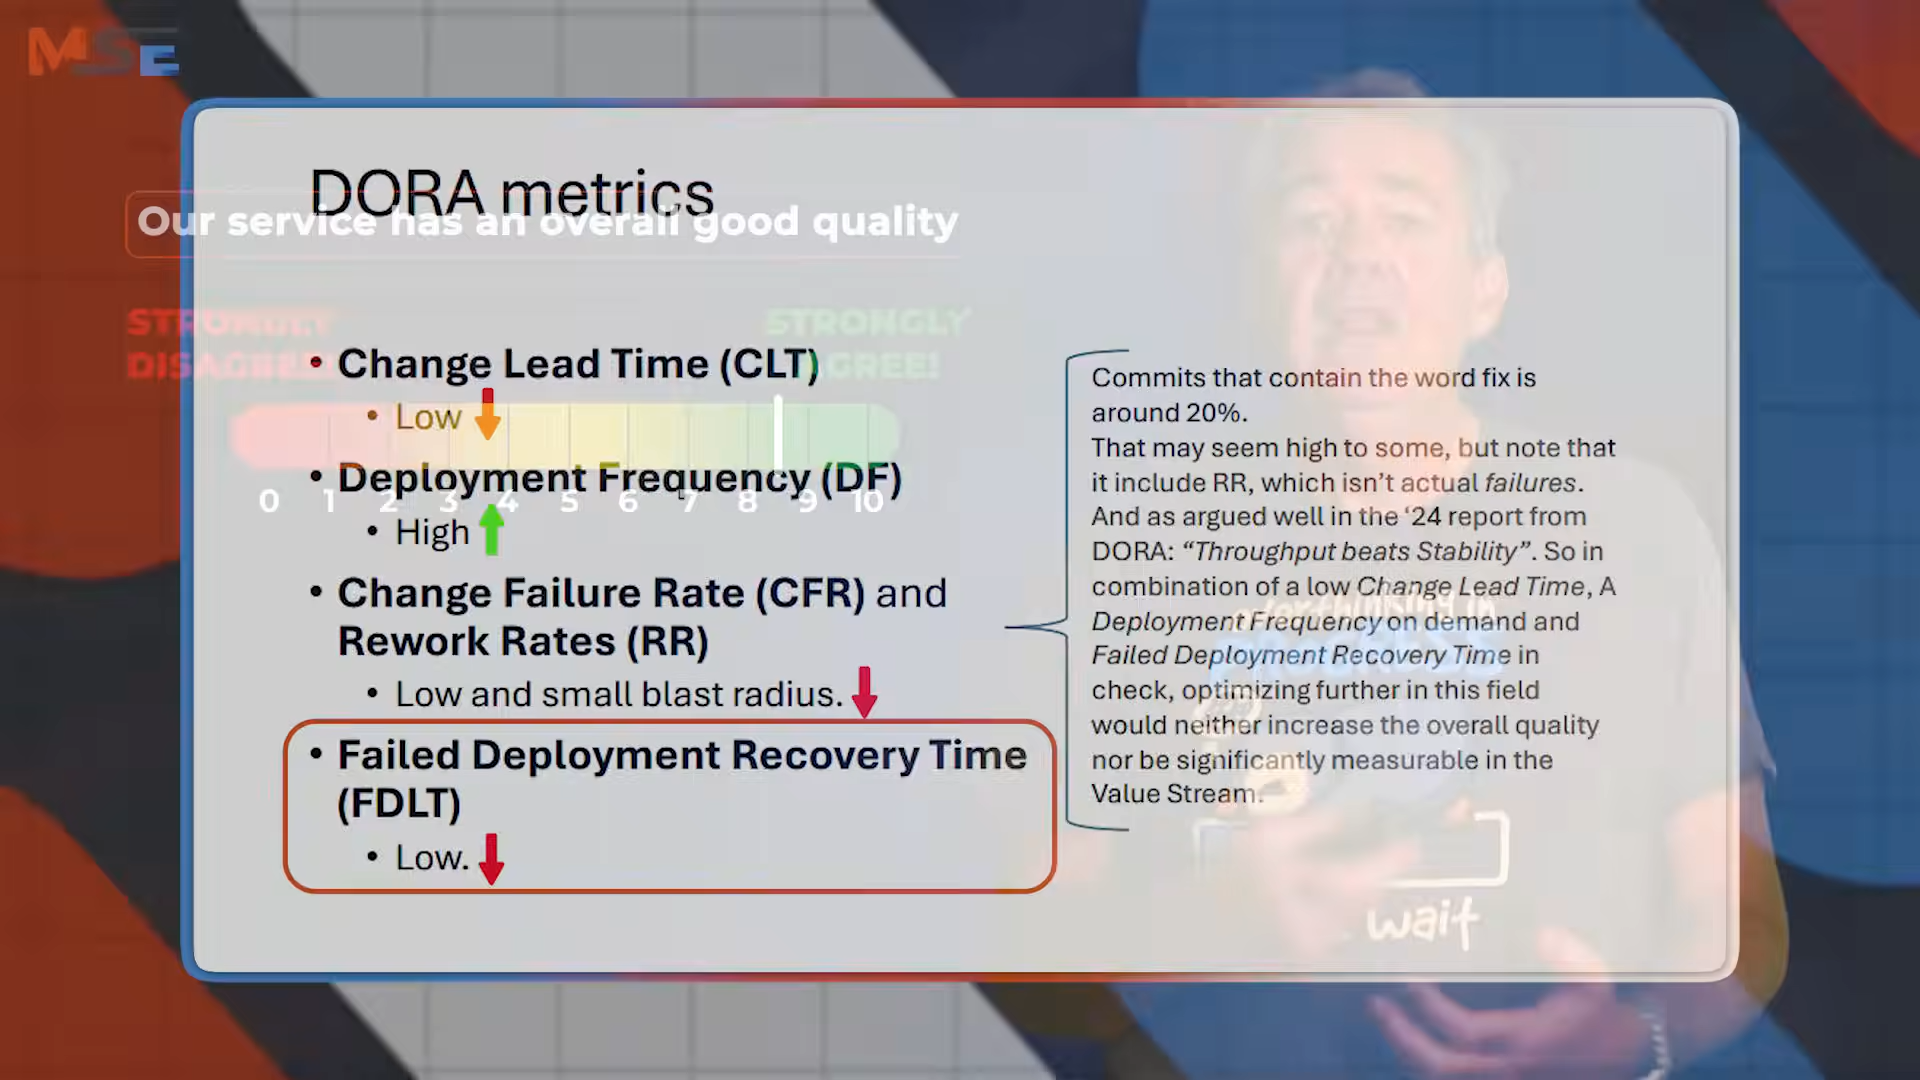 MSE
DORA metrics
Our service has an overall good quality
STRONGLY
DISAGREE!
STRONGLY
AGREE!
• Change Lead Time (CLT)
• Low
• Deployment Frequency (DF)
0 1 2 3 4 5 6 7 8 9 10
• High
• Change Failure Rate (CFR) and
Rework Rates (RR)
• Low and small blast radius.
• Failed Deployment Recovery Time
(FDLT)
• Low.
Commits that contain the word fix is
around 20%.
That may seem high to some, but note that
it include RR, which isn’t actual failures.
And as argued well in the ‘24 report from
DORA: “Throughput beats Stability”. So in
combination of a low Change Lead Time, A
Deployment Frequency on demand and
Failed Deployment Recovery Time in
check, optimizing further in this field
would neither increase the overall quality
nor be significantly measurable in the
Value Stream.
overthinking in
PROGRESS
wait